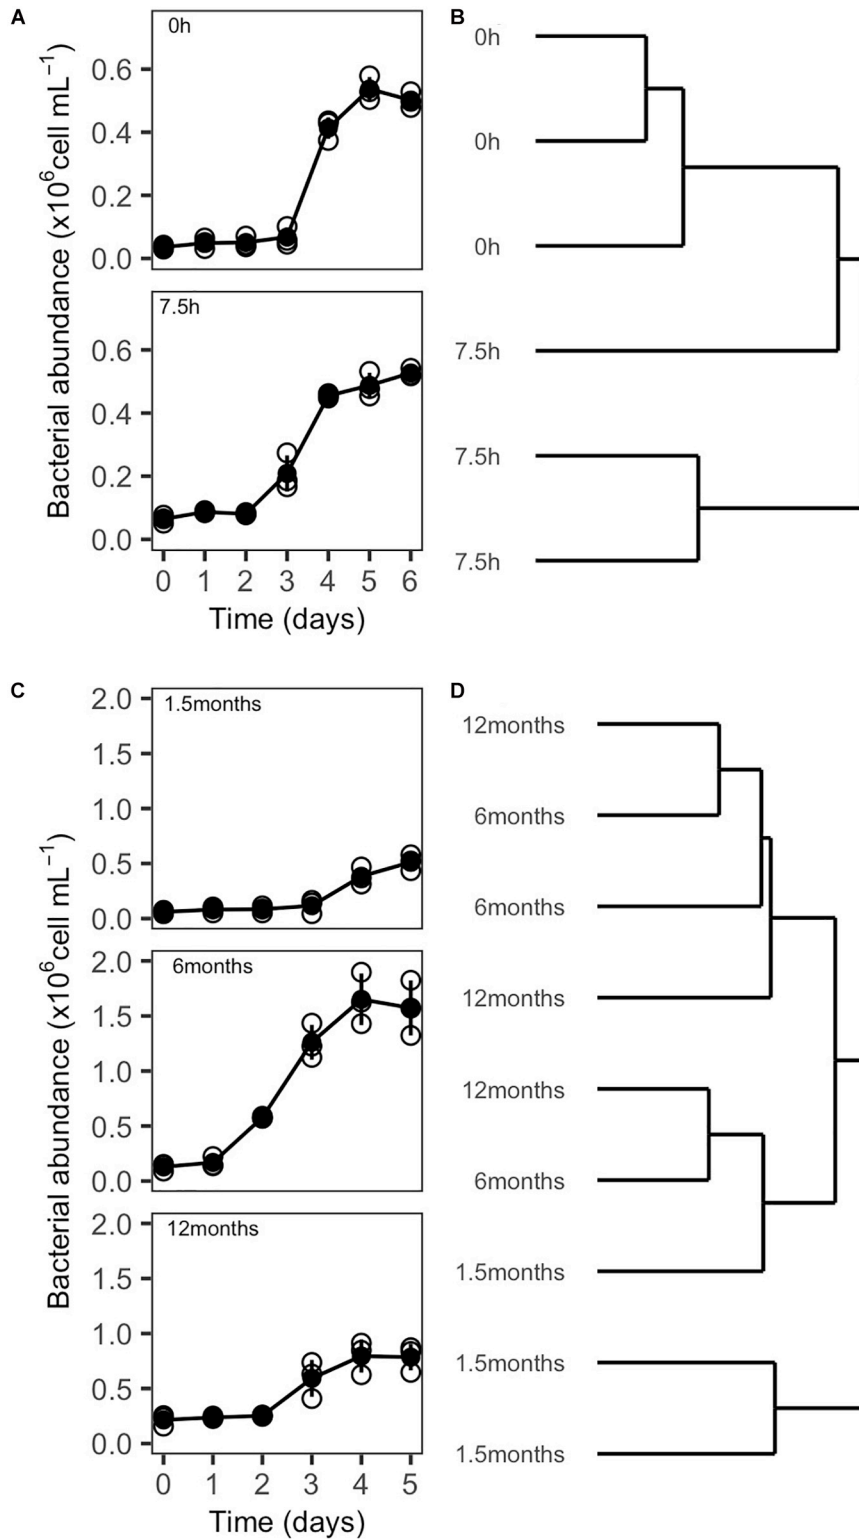 A
0h
0.6
0.4
0.2
0.0
7.5h
0.6
0.4
0.2
0.0
Bacterial abundance (x10⁶cell mL⁻¹)
0 1 2 3 4 5 6
Time (days)
B
0h
0h
0h
7.5h
7.5h
7.5h
C
1.5months
2.0
1.5
1.0
0.5
0.0
6months
2.0
1.5
1.0
0.5
0.0
12months
2.0
1.5
1.0
0.5
0.0
Bacterial abundance (x10⁶cell mL⁻¹)
0 1 2 3 4 5
Time (days)
D
12months
6months
6months
12months
12months
6months
1.5months
1.5months
1.5months